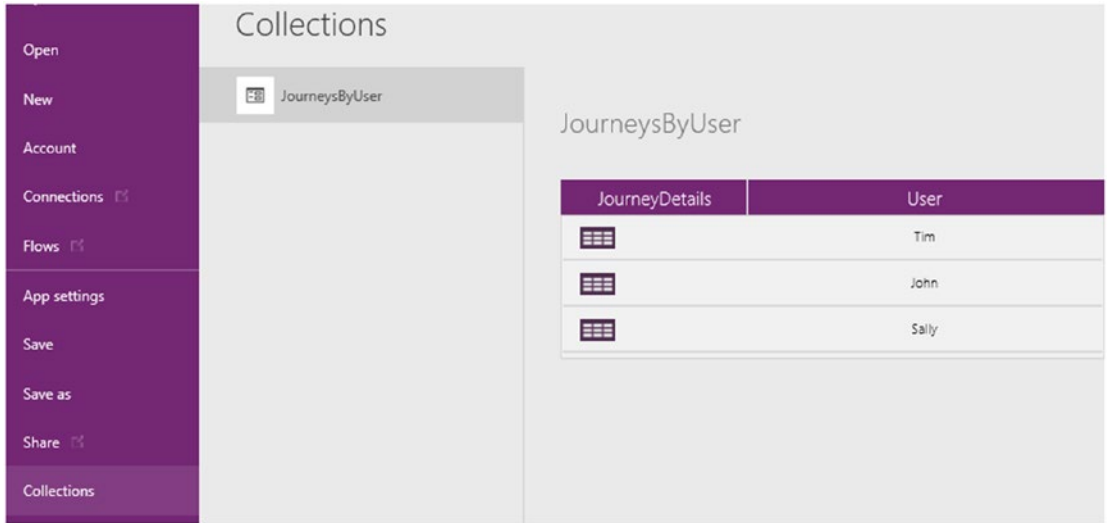 Open
New
Account
Connections
Flows
App settings
Save
Save as
Share
Collections
Collections
JourneysByUser
JourneysByUser
JourneyDetails User
Tim
John
Sally